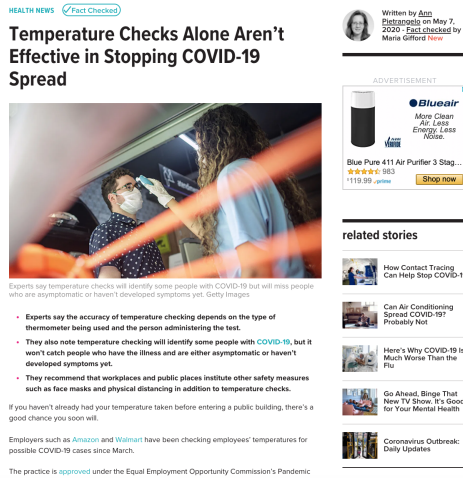 HEALTH NEWS
Fact Checked
Temperature Checks Alone Aren't
Effective in Stopping COVID-19
Spread
Experts say temperature checks will identify some people with COVID-19 but will miss people
who are asymptomatic or haven't developed symptoms yet. Getty Images
• Experts say the accuracy of temperature checking depends on the type of
thermometer being used and the person administering the test.
• They also note temperature checking will identify some people with COVID-19, but it
won't catch people who have the illness and are either asymptomatic or haven't
developed symptoms yet.
• They recommend that workplaces and public places institute other safety measures
such as face masks and physical distancing in addition to temperature checks.
If you haven't already had your temperature taken before entering a public building, there's a
good chance you soon will.
Employers such as Amazon and Walmart have been checking employees' temperatures for
possible COVID-19 cases since March.
The practice is approved under the Equal Employment Opportunity Commission's Pandemic
Written by Ann
Pietrangelo on May 7,
2020 - Fact checked by
Maria Gifford New
ADVERTISEMENT
Blueair
More Clean
Air. Less
Energy. Less
Noise.
Blue Pure 411 Air Purifier 3 Stag...
983
$119.99 prime
Shop now
related stories
How Contact Tracing
Can Help Stop COVID-1
Can Air Conditioning
Spread COVID-19?
Probably Not
Here's Why COVID-19 Is
Much Worse Than the
Flu
Go Ahead, Binge That
New TV Show. It's Good
for Your Mental Health
Coronavirus Outbreak:
Daily Updates